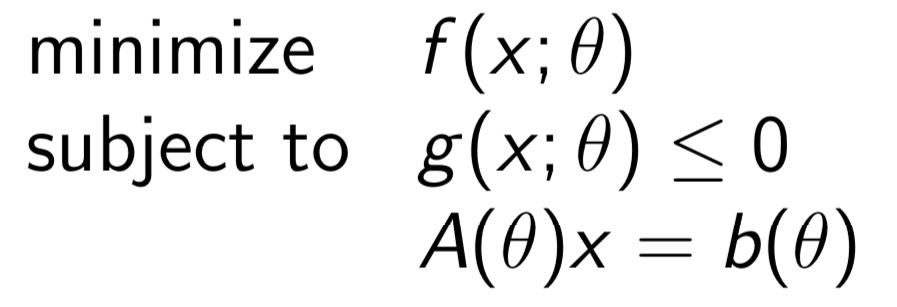 minimize f(x; θ)
subject to g(x; θ) ≤ 0
A(θ)x = b(θ)